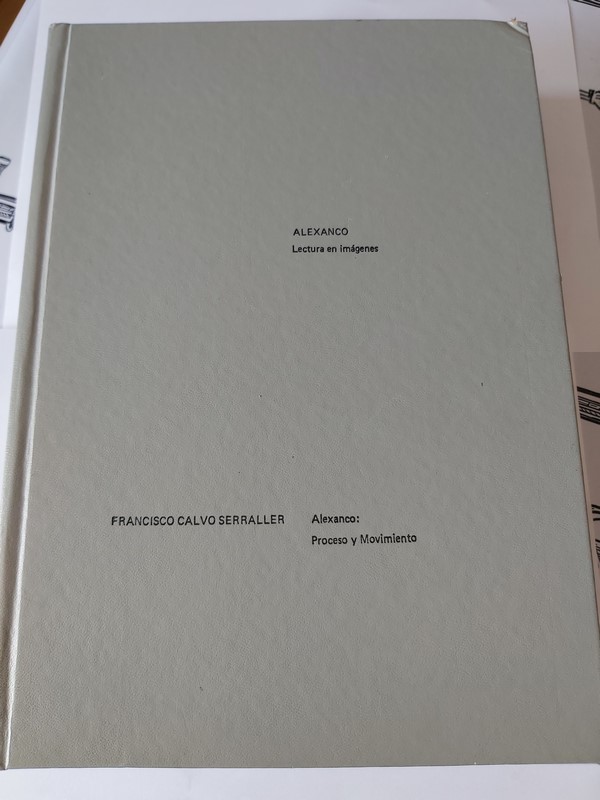 ALEXANCO
Lectura en imágenes
FRANCISCO CALVO SERRALLER Alexanco:
Proceso y Movimiento